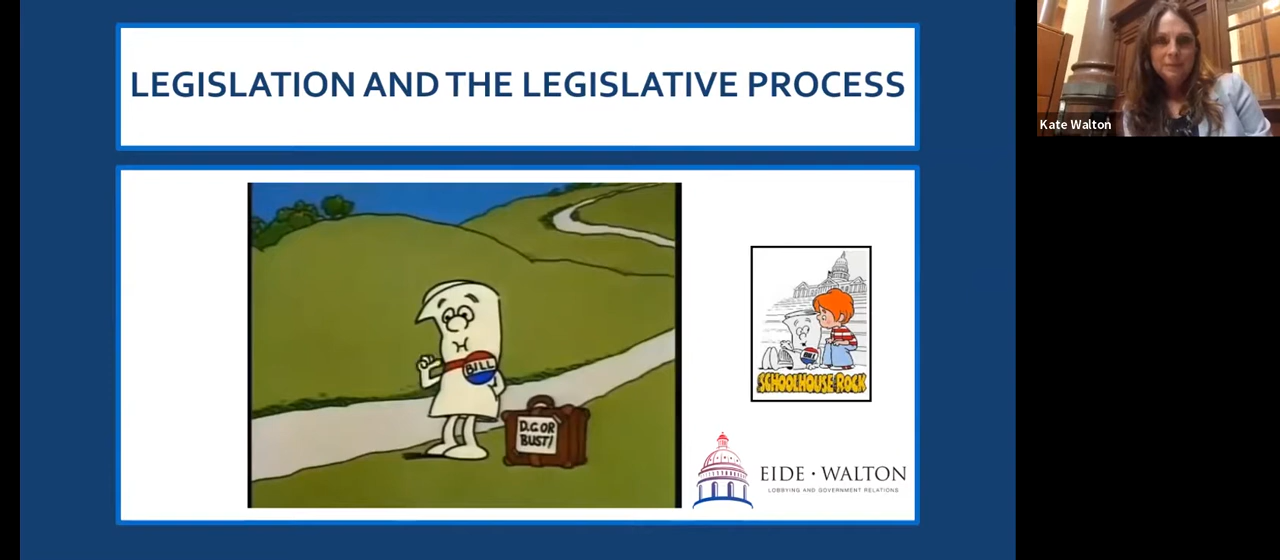 LEGISLATION AND THE LEGISLATIVE PROCESS
Kate Walton
BILL
D.C. OR
BUST!
SCHOOLHOUSE ROCK
EIDE · WALTON
LOBBYING AND GOVERNMENT RELATIONS